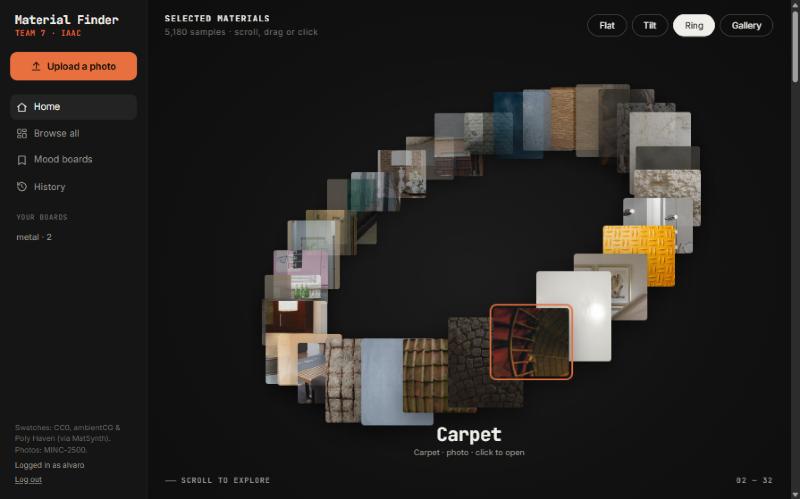 Material Finder
TEAM 7 · IAAC
Upload a photo
Home
Browse all
Mood boards
History
YOUR BOARDS
metal · 2
Swatches: CC0, ambientCG &
Poly Haven (via MatSynth).
Photos: MINC-2500.
Logged in as alvaro
Log out
SELECTED MATERIALS
5,180 samples · scroll, drag or click
Flat
Tilt
Ring
Gallery
Carpet
Carpet · photo · click to open
SCROLL TO EXPLORE
02 — 32